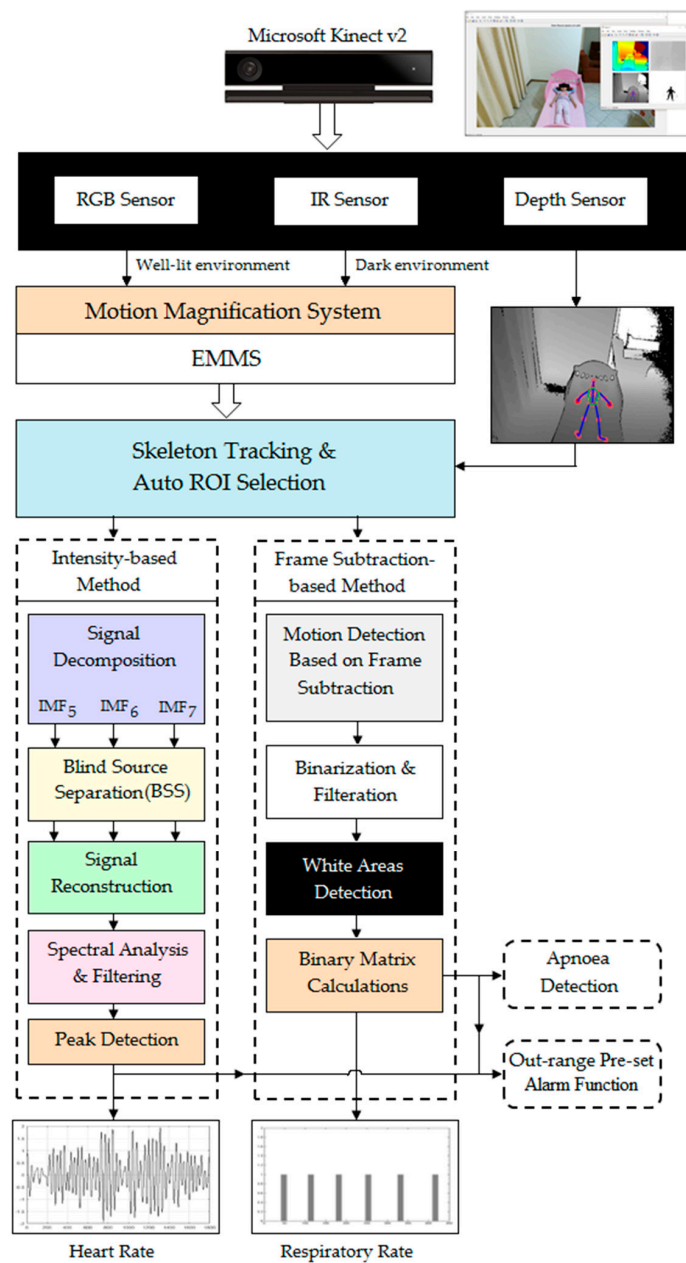 Microsoft Kinect v2
RGB Sensor
IR Sensor
Depth Sensor
Well-lit environment
Dark environment
Motion Magnification System
EMMS
Skeleton Tracking &
Auto ROI Selection
Intensity-based
Method
Frame Subtraction-
based Method
Signal
Decomposition
IMF5 IMF6 IMF7
Motion Detection
Based on Frame
Subtraction
Blind Source
Separation(BSS)
Binarization &
Filteration
Signal
Reconstruction
White Areas
Detection
Spectral Analysis
& Filtering
Binary Matrix
Calculations
Apnoea
Detection
Peak Detection
Out-range Pre-set
Alarm Function
Heart Rate
Respiratory Rate